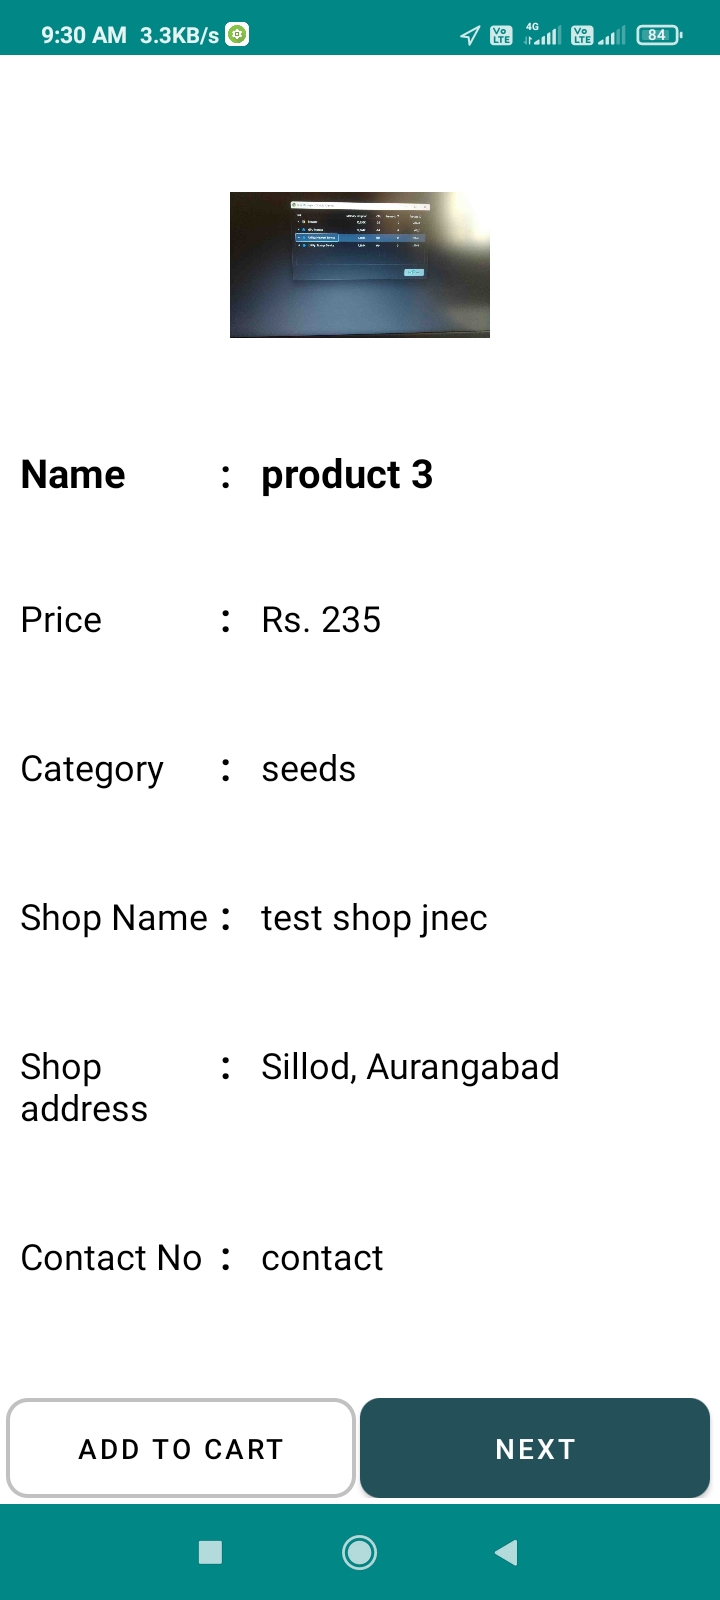 9:30 AM 3.3KB/s Vo LTE 4G Vo LTE 84
Name : product 3
Price : Rs. 235
Category : seeds
Shop Name : test shop jnec
Shop address : Sillod, Aurangabad
Contact No : contact
ADD TO CART NEXT